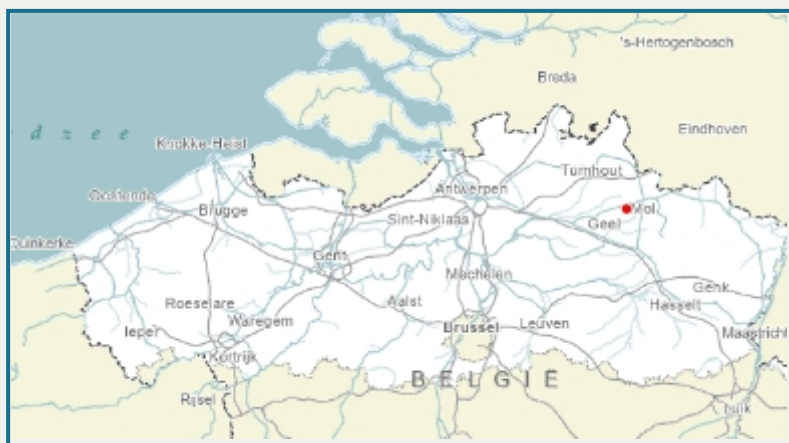 's-Hertogenbosch
Breda
Eindhoven
dzee
Knokke-Heist
Turnhout
Antwerpen
Oostende
Brugge
Sint-Niklaas
Mol
Geel
Duinkerke
Gent
Mechelen
Genk
Roeselare
Aalst
Hasselt
Waregem
Brussel
Leuven
Ieper
Maastricht
Kortrijk
BELGIË
Rijsel
Luik